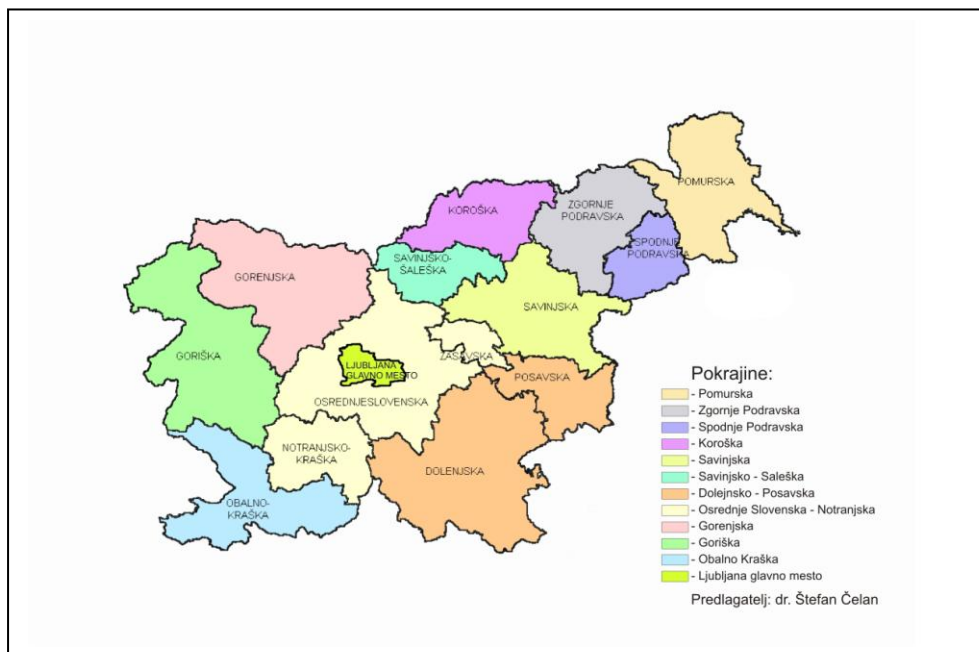 POMURSKA
ZGORNJE
PODRAVSKA
KOROŠKA
SPODNJE
PODRAVSKA
SAVINJSKO-
ŠALEŠKA
GORENJSKA
SAVINJSKA
GORIŠKA
ZASAVSKA
LJUBLJANA
GLAVNO MESTO
POSAVSKA
OSREDNJESLOVENSKA
NOTRANJSKO-
KRAŠKA
DOLENJSKA
OBALNO-
KRAŠKA
Pokrajine:
- Pomurska
- Zgornje Podravska
- Spodnje Podravska
- Koroška
- Savinjska
- Savinjsko - Saleška
- Dolejnsko - Posavska
- Osrednje Slovenska - Notranjska
- Gorenjska
- Goriška
- Obalno Kraška
- Ljubljana glavno mesto
Predlagatelj: dr. Štefan Čelan